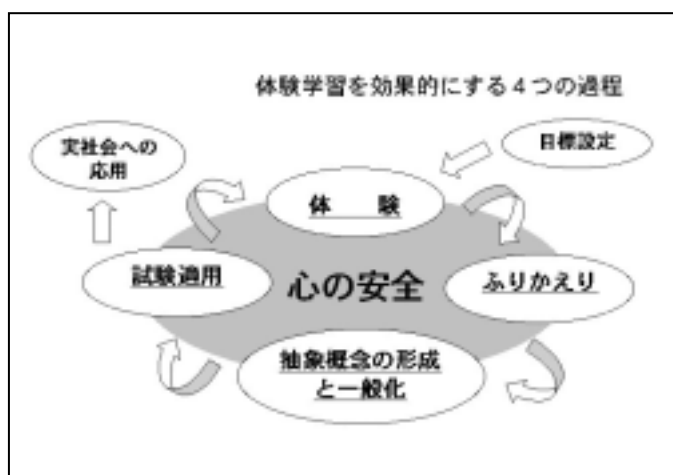 体験学習を効果的にする４つの過程
実社会への
応用
目標設定
体　　験
試験適用
心の安全
ふりかえり
抽象概念の形成
と一般化